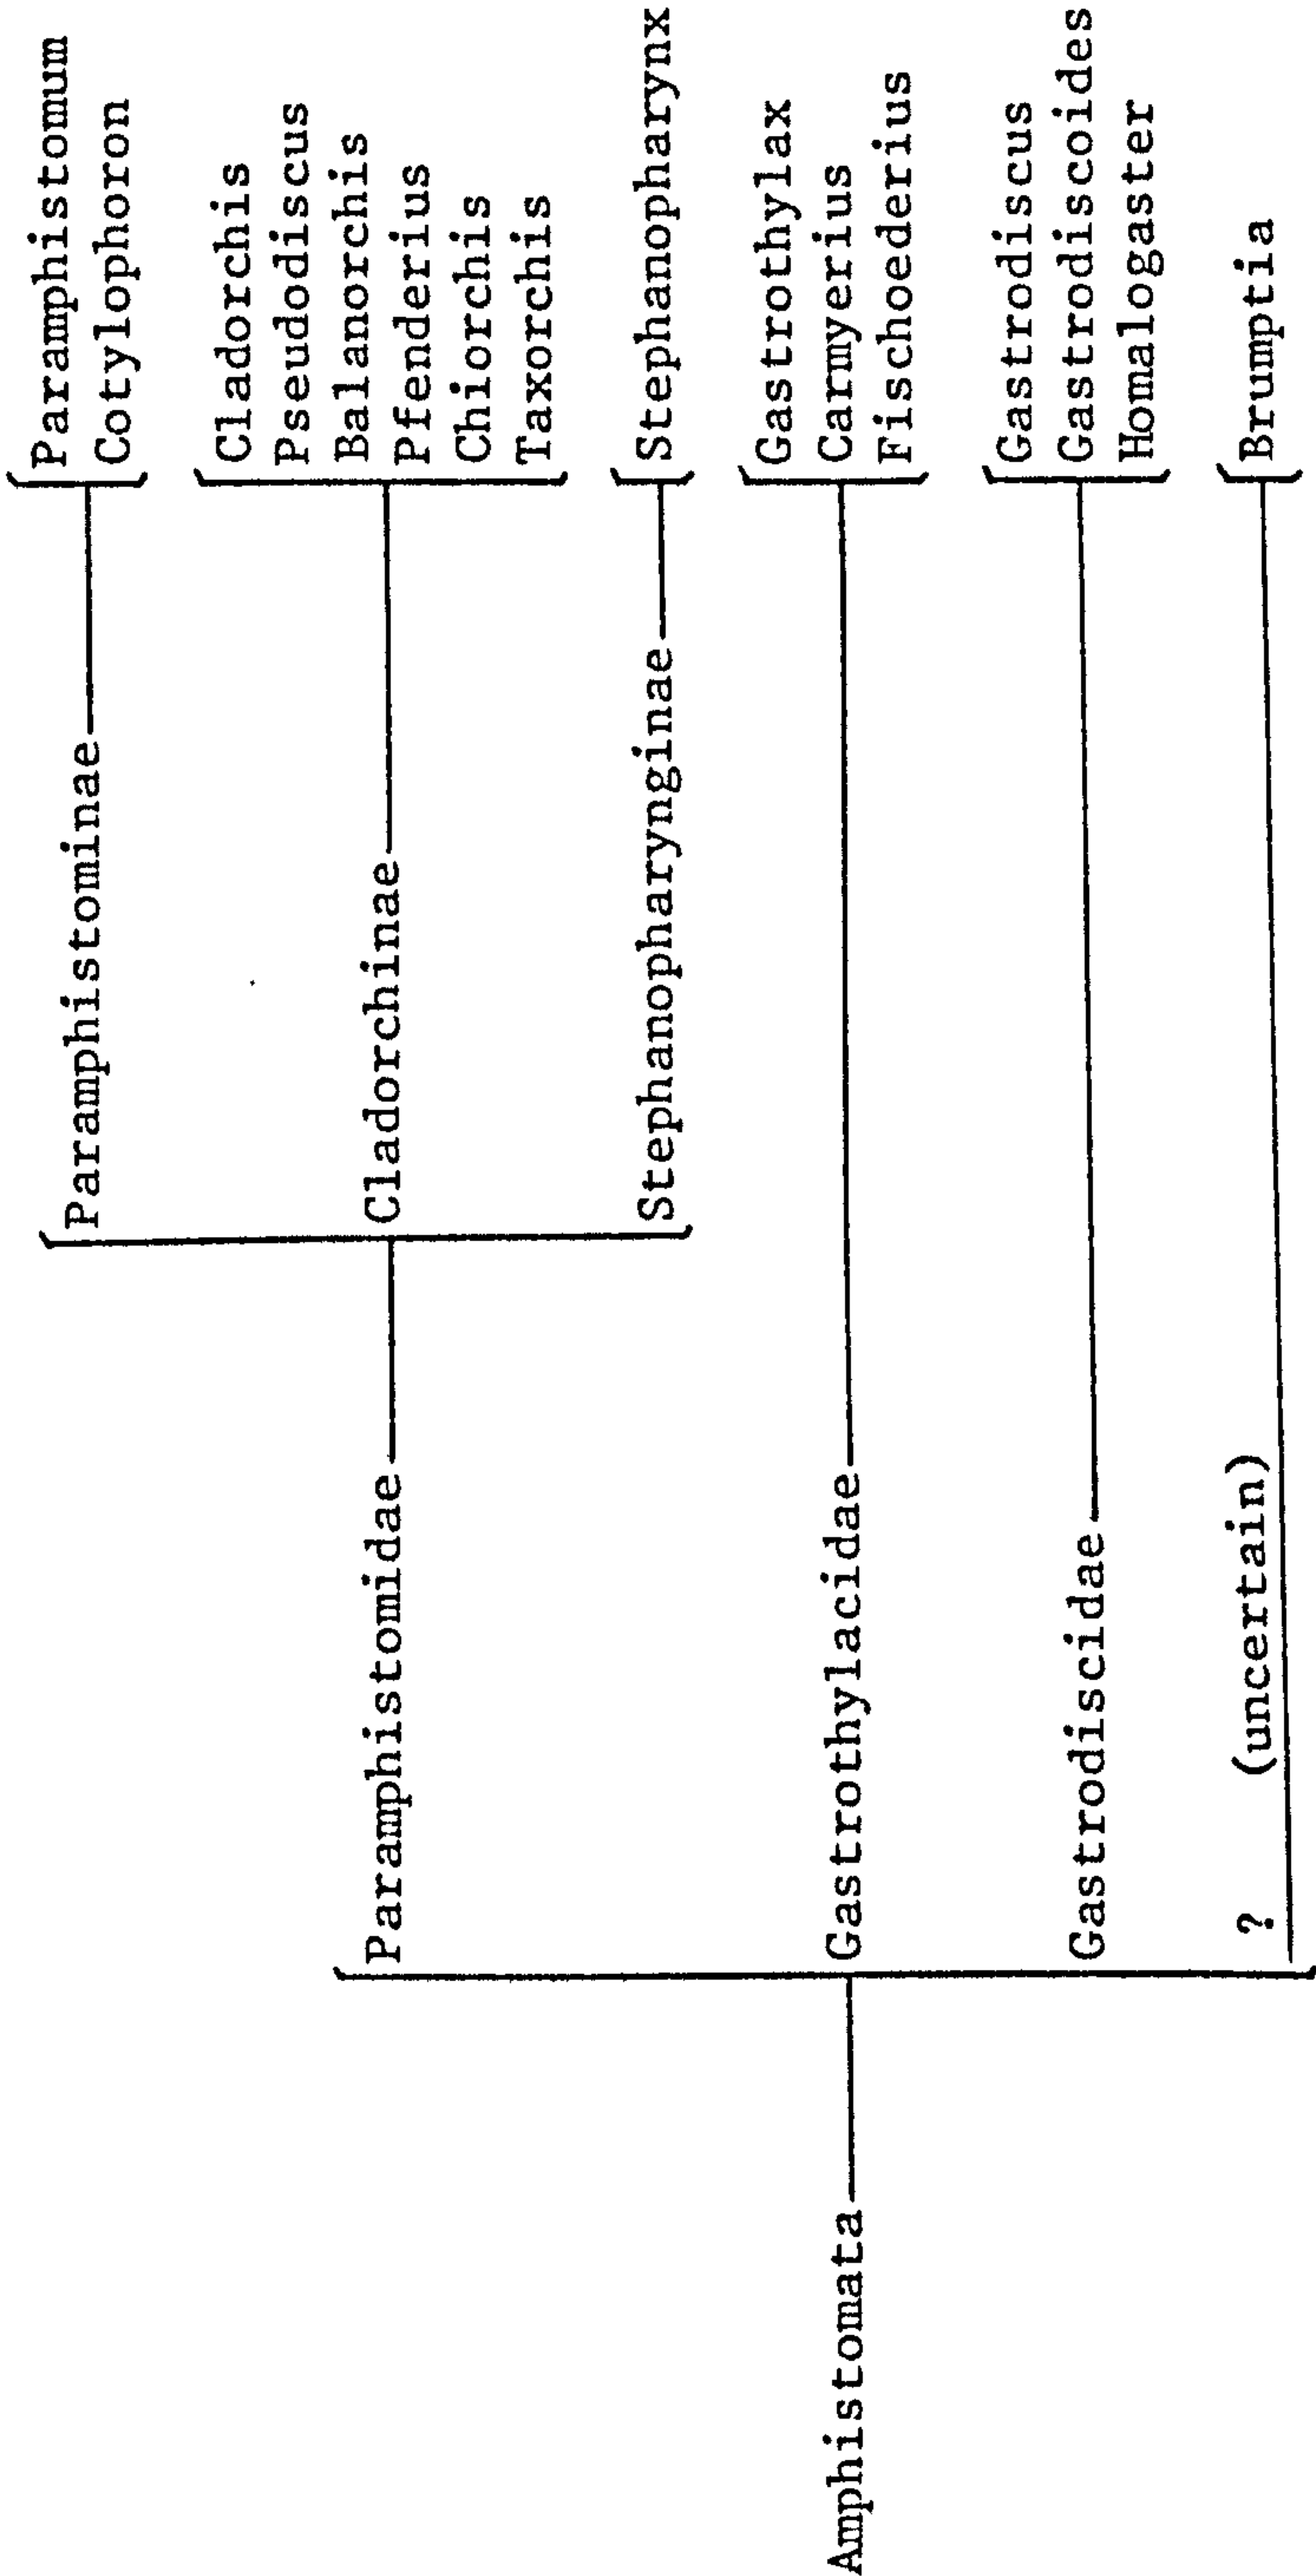 Amphistomata
Paramphistomidae
Paramphistominae
Paramphistomum
Cotylophoron
Cladorchinae
Cladorchis
Pseudodiscus
Balanorchis
Pfenderius
Chiorchis
Taxorchis
Stephanopharynginae
Stephanopharynx
Gastrothylacidae
Gastrothylax
Carmyerius
Fischoederius
Gastrodiscidae
Gastrodiscus
Gastrodiscoides
Homalogaster
? (uncertain)
Brumptia